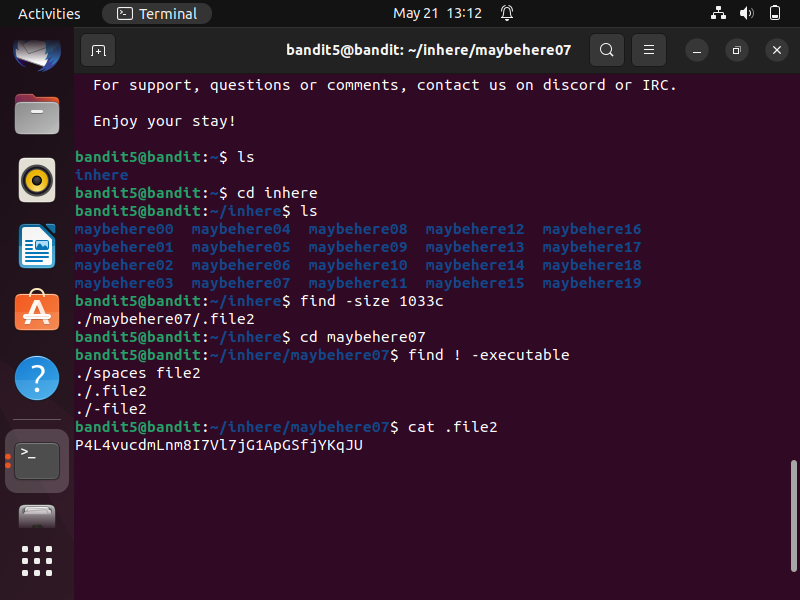 Activities Terminal May 21 13:12
bandit5@bandit: ~/inhere/maybehere07
For support, questions or comments, contact us on discord or IRC.
Enjoy your stay!
bandit5@bandit:~$ ls
inhere
bandit5@bandit:~$ cd inhere
bandit5@bandit:~/inhere$ ls
maybehere00 maybehere04 maybehere08 maybehere12 maybehere16
maybehere01 maybehere05 maybehere09 maybehere13 maybehere17
maybehere02 maybehere06 maybehere10 maybehere14 maybehere18
maybehere03 maybehere07 maybehere11 maybehere15 maybehere19
bandit5@bandit:~/inhere$ find -size 1033c
./maybehere07/.file2
bandit5@bandit:~/inhere$ cd maybehere07
bandit5@bandit:~/inhere/maybehere07$ find ! -executable
./spaces file2
./.file2
./-file2
bandit5@bandit:~/inhere/maybehere07$ cat .file2
P4L4vucdmLnm8I7Vl7jG1ApGSfjYKqJU